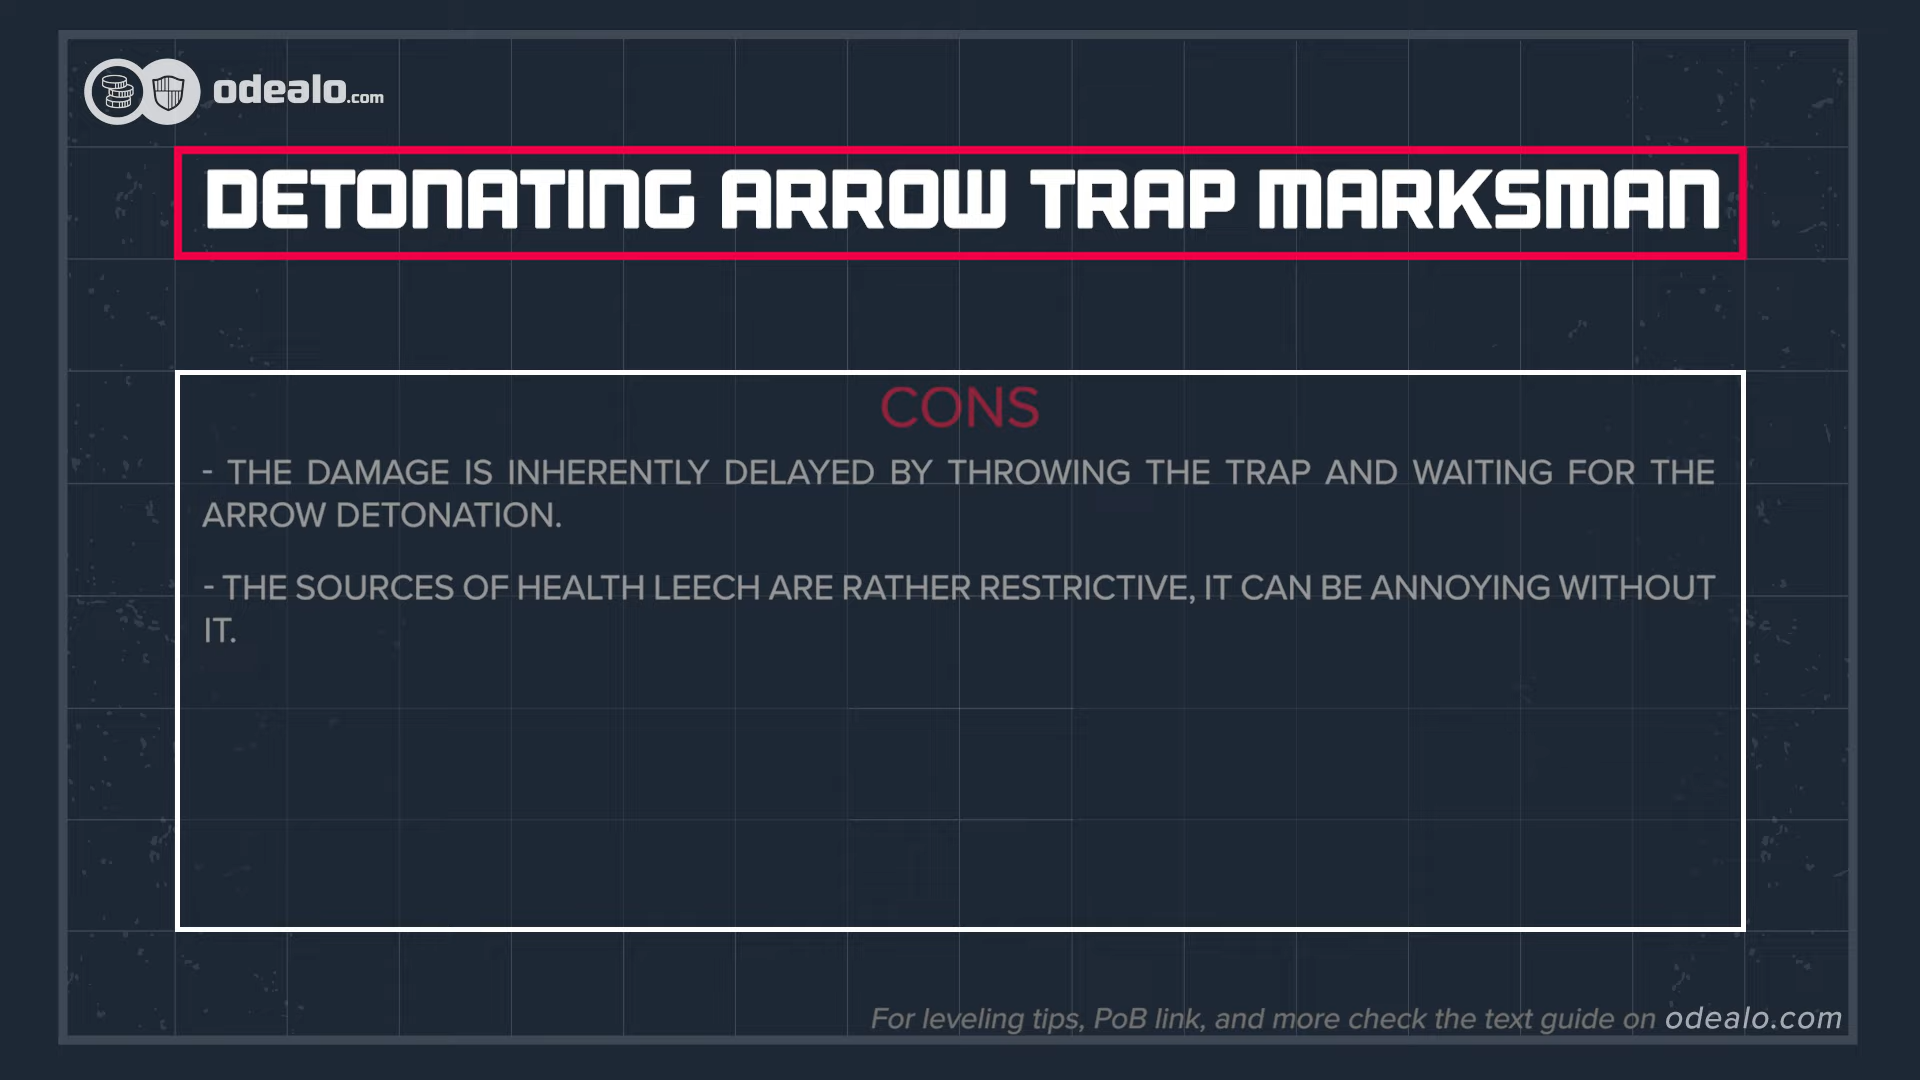 odealo.com
DETONATING ARROW TRAP MARKSMAN
CONS
- THE DAMAGE IS INHERENTLY DELAYED BY THROWING THE TRAP AND WAITING FOR THE
ARROW DETONATION.
- THE SOURCES OF HEALTH LEECH ARE RATHER RESTRICTIVE, IT CAN BE ANNOYING WITHOUT
IT.
For leveling tips, PoB link, and more check the text guide on odealo.com